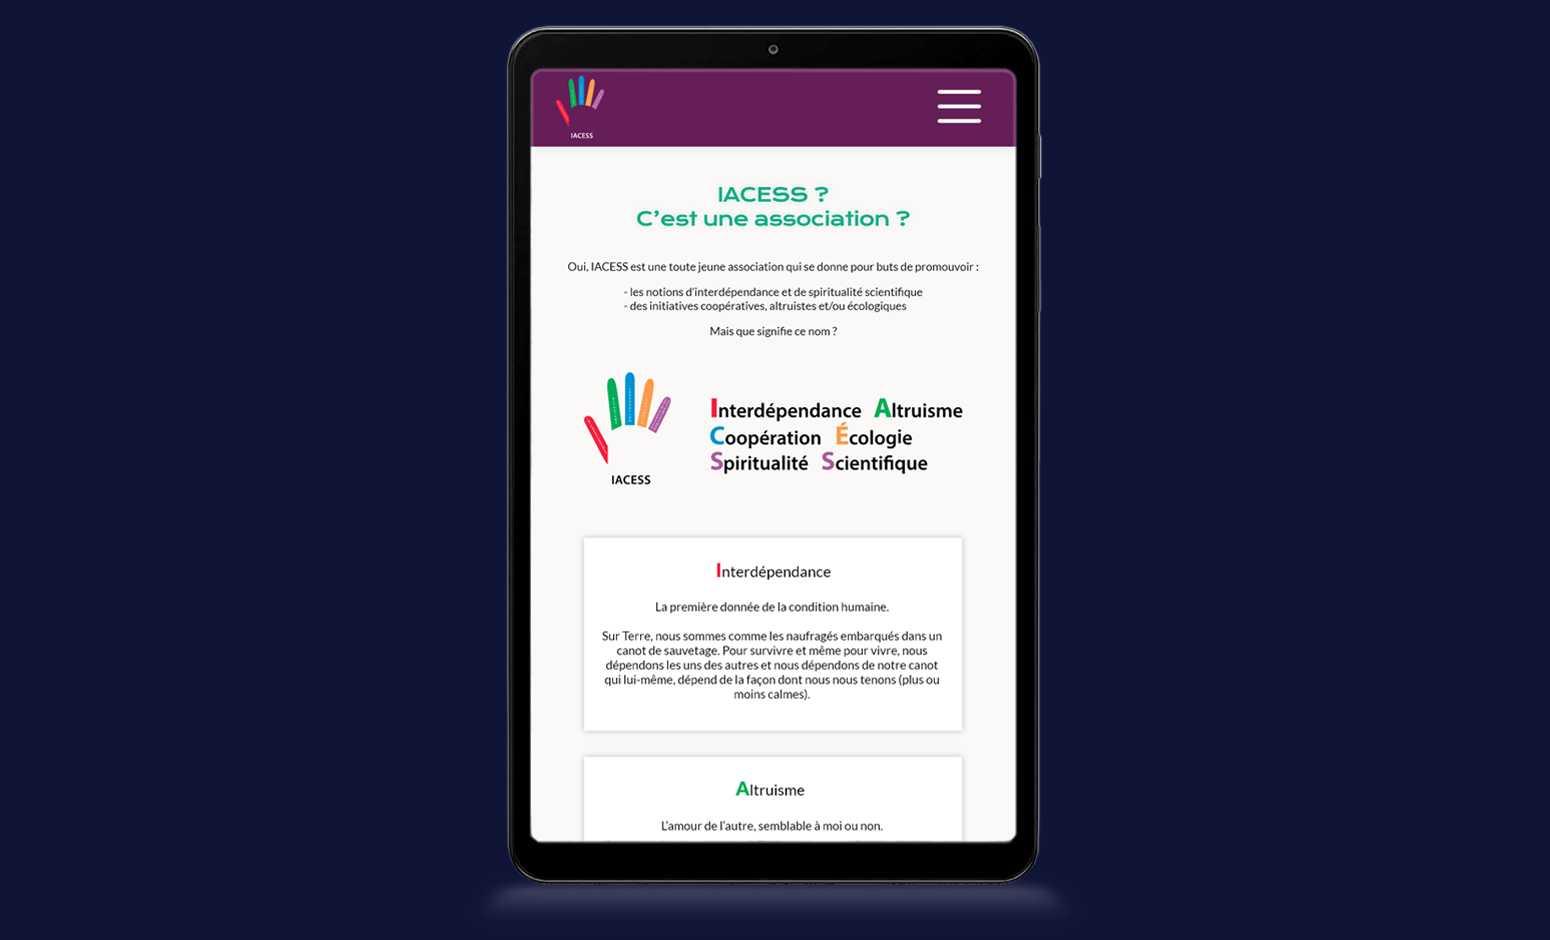 IACESS
IACESS ?
C'est une association ?
Oui, IACESS est une toute jeune association qui se donne pour buts de promouvoir :
- les notions d'interdépendance et de spiritualité scientifique
- des initiatives coopératives, altruistes et/ou écologiques
Mais que signifie ce nom ?
IACESS
Interdépendance Altruisme
Coopération Écologie
Spiritualité Scientifique
Interdépendance
La première donnée de la condition humaine.
Sur Terre, nous sommes comme les naufragés embarqués dans un
canot de sauvetage. Pour survivre et même pour vivre, nous
dépendons les uns des autres et nous dépendons de notre canot
qui lui-même, dépend de la façon dont nous nous tenons (plus ou
moins calmes).
Altruisme
L'amour de l'autre, semblable à moi ou non.